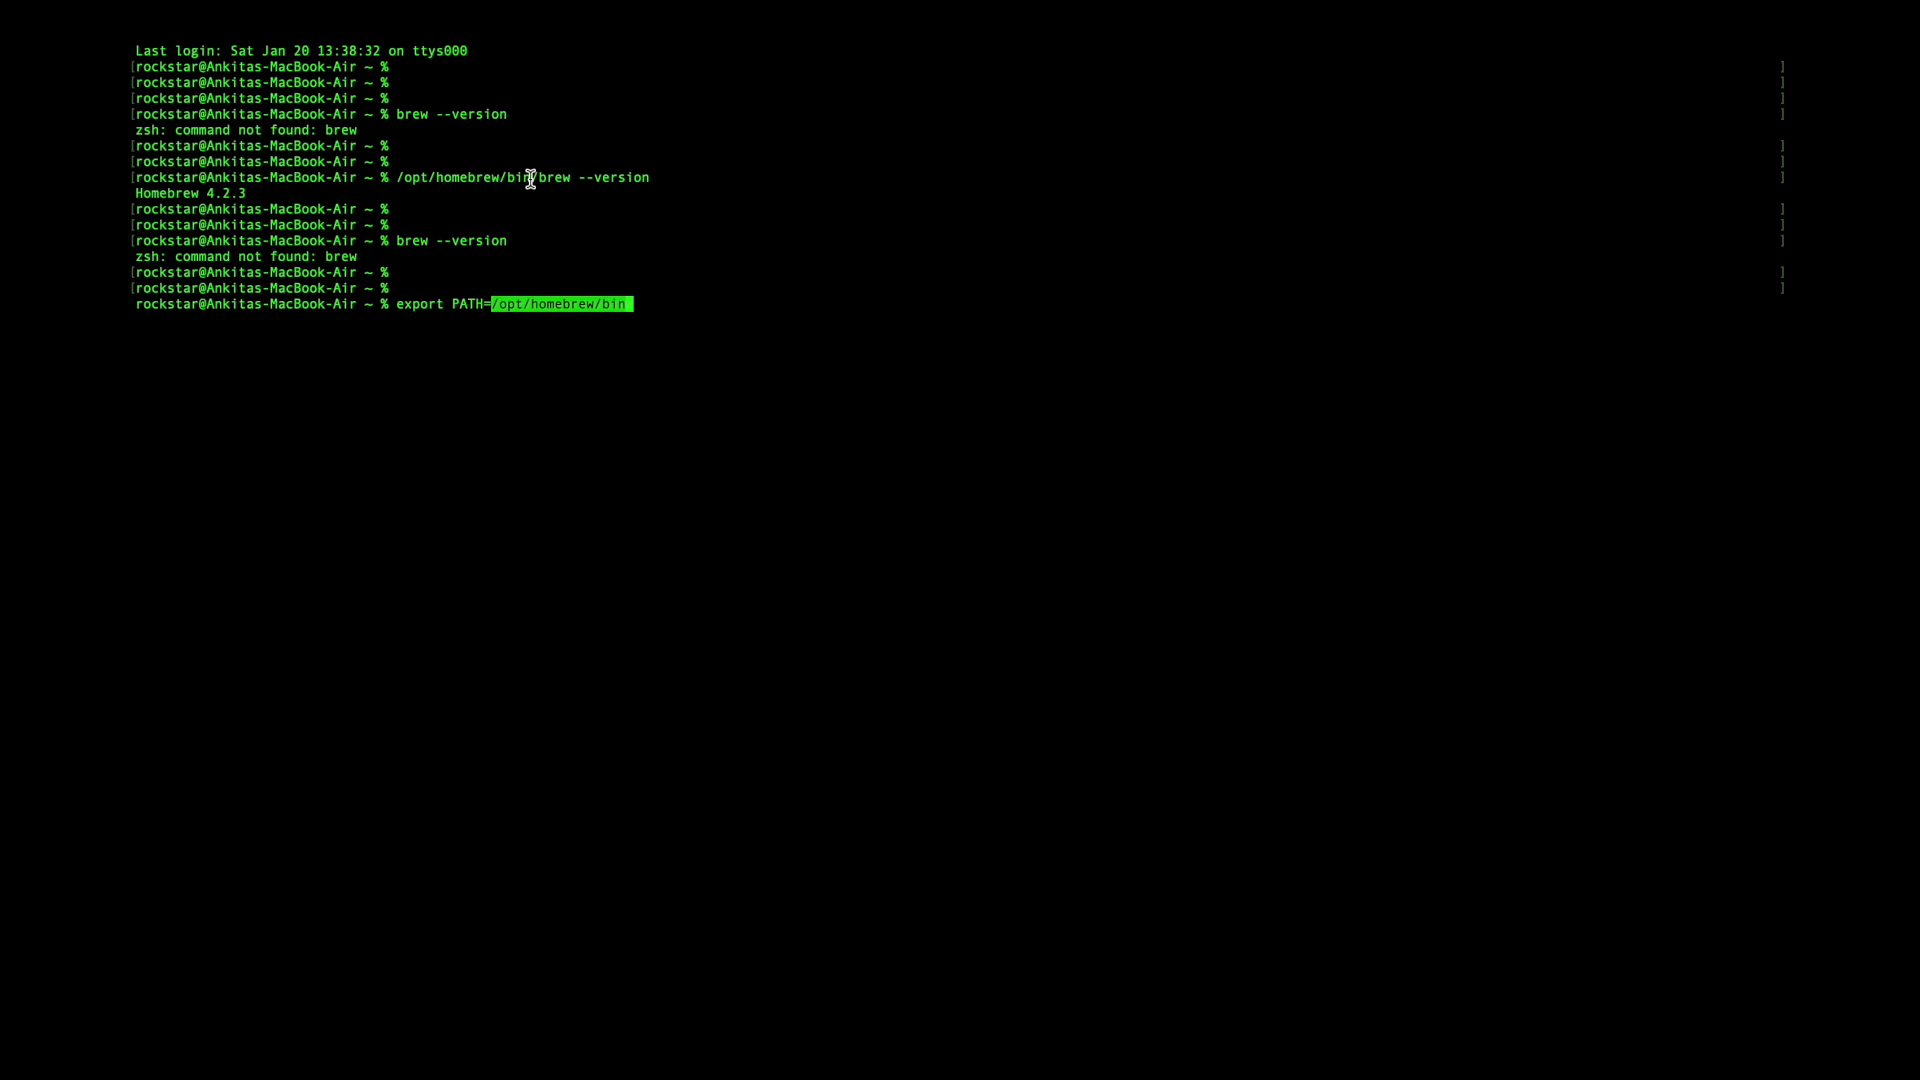 Last login: Sat Jan 20 13:38:32 on ttys000
[rockstar@Ankitas-MacBook-Air ~ % ]
[rockstar@Ankitas-MacBook-Air ~ % ]
[rockstar@Ankitas-MacBook-Air ~ % ]
[rockstar@Ankitas-MacBook-Air ~ % brew --version ]
zsh: command not found: brew
[rockstar@Ankitas-MacBook-Air ~ % ]
[rockstar@Ankitas-MacBook-Air ~ % ]
[rockstar@Ankitas-MacBook-Air ~ % /opt/homebrew/bin/brew --version ]
Homebrew 4.2.3
[rockstar@Ankitas-MacBook-Air ~ % ]
[rockstar@Ankitas-MacBook-Air ~ % ]
[rockstar@Ankitas-MacBook-Air ~ % brew --version ]
zsh: command not found: brew
[rockstar@Ankitas-MacBook-Air ~ % ]
[rockstar@Ankitas-MacBook-Air ~ % ]
rockstar@Ankitas-MacBook-Air ~ % export PATH=/opt/homebrew/bin